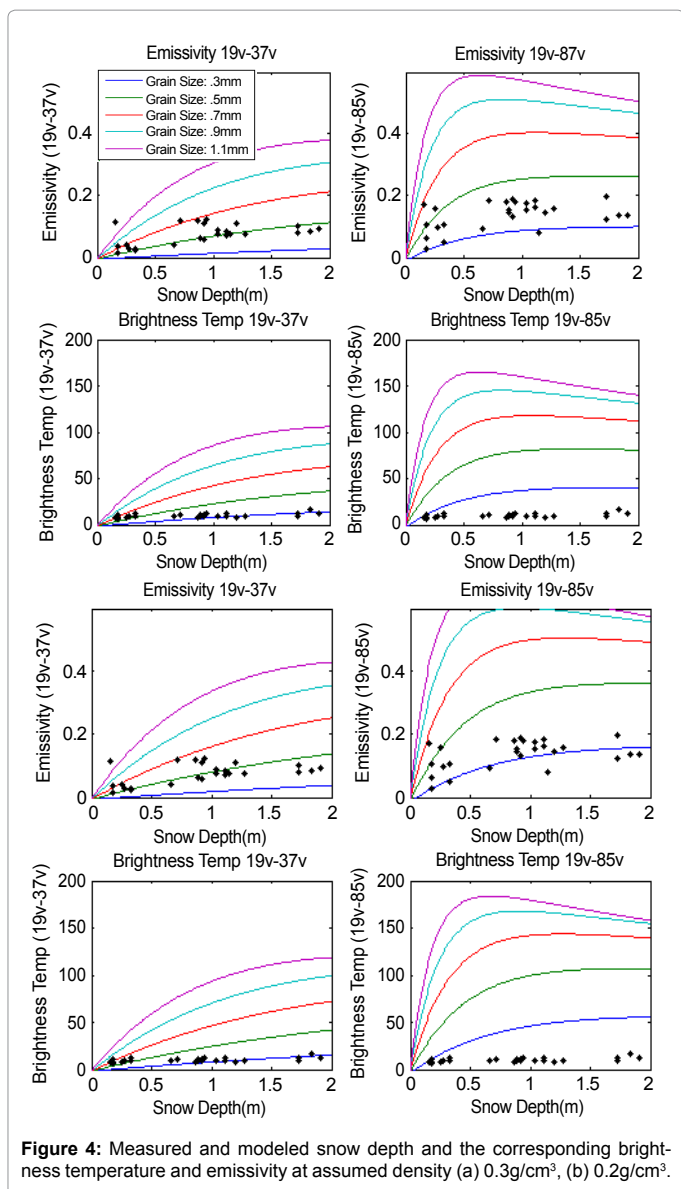 Emissivity 19v-37v
Grain Size: .3mm
Grain Size: .5mm
Grain Size: .7mm
Grain Size: .9mm
Grain Size: 1.1mm
Emissivity (19v-37v)
0.4
0.2
0
0
0.5
1
1.5
2
Snow Depth(m)
Emissivity 19v-87v
Emissivity (19v-85v)
0.4
0.2
0
0
0.5
1
1.5
2
Snow Depth(m)
Brightness Temp 19v-37v
Brightness Temp (19v-37v)
200
150
100
50
0
0
0.5
1
1.5
2
Snow Depth(m)
Brightness Temp 19v-85v
Brightness Temp (19v-85v)
200
150
100
50
0
0
0.5
1
1.5
2
Snow Depth(m)
Emissivity 19v-37v
Emissivity (19v-37v)
0.4
0.2
0
0
0.5
1
1.5
2
Snow Depth(m)
Emissivity 19v-85v
Emissivity (19v-85v)
0.4
0.2
0
0
0.5
1
1.5
2
Snow Depth(m)
Brightness Temp 19v-37v
Brightness Temp (19v-37v)
200
150
100
50
0
0
0.5
1
1.5
2
Snow Depth(m)
Brightness Temp 19v-85v
Brightness Temp (19v-85v)
200
150
100
50
0
0
0.5
1
1.5
2
Snow Depth(m)
Figure 4: Measured and modeled snow depth and the corresponding bright-
ness temperature and emissivity at assumed density (a) 0.3g/cm³, (b) 0.2g/cm³.